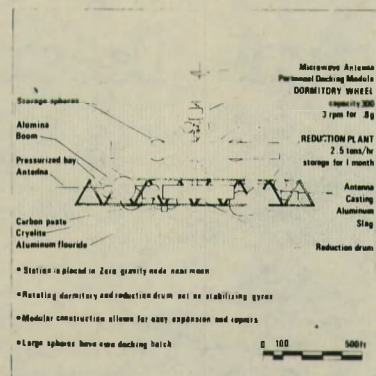 Microwave Antenna
Personnel Docking Module
DORMITORY WHEEL
capacity 300
3 rpm for .8g
REDUCTION PLANT
2.5 tons/hr
storage for 1 month
Storage spheres
Alumina
Boom
Pressurized bay
Antenna
Carbon paste
Cryolite
Aluminum flouride
Antenna
Casting
Aluminum
Slag
Reduction drum
• Station is placed in Zero gravity node near moon
• Rotating dormitory and reduction drum act as stabilizing gyros
• Modular construction allows for easy expansion and repairs
• Large spheres have own docking hatch
0 100 500ft